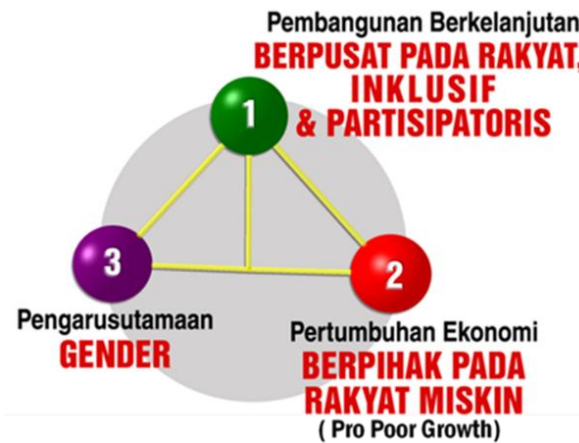 Pembangunan Berkelanjutan
BERPUSAT PADA RAKYAT,
INKLUSIF
& PARTISIPATORIS
1
3
2
Pengarusutamaan
GENDER
Pertumbuhan Ekonomi
BERPIHAK PADA
RAKYAT MISKIN
( Pro Poor Growth)